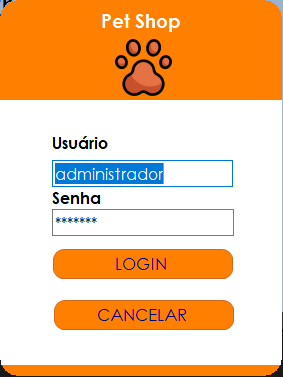 Pet Shop
Usuário
administrador
Senha
*******
LOGIN
CANCELAR